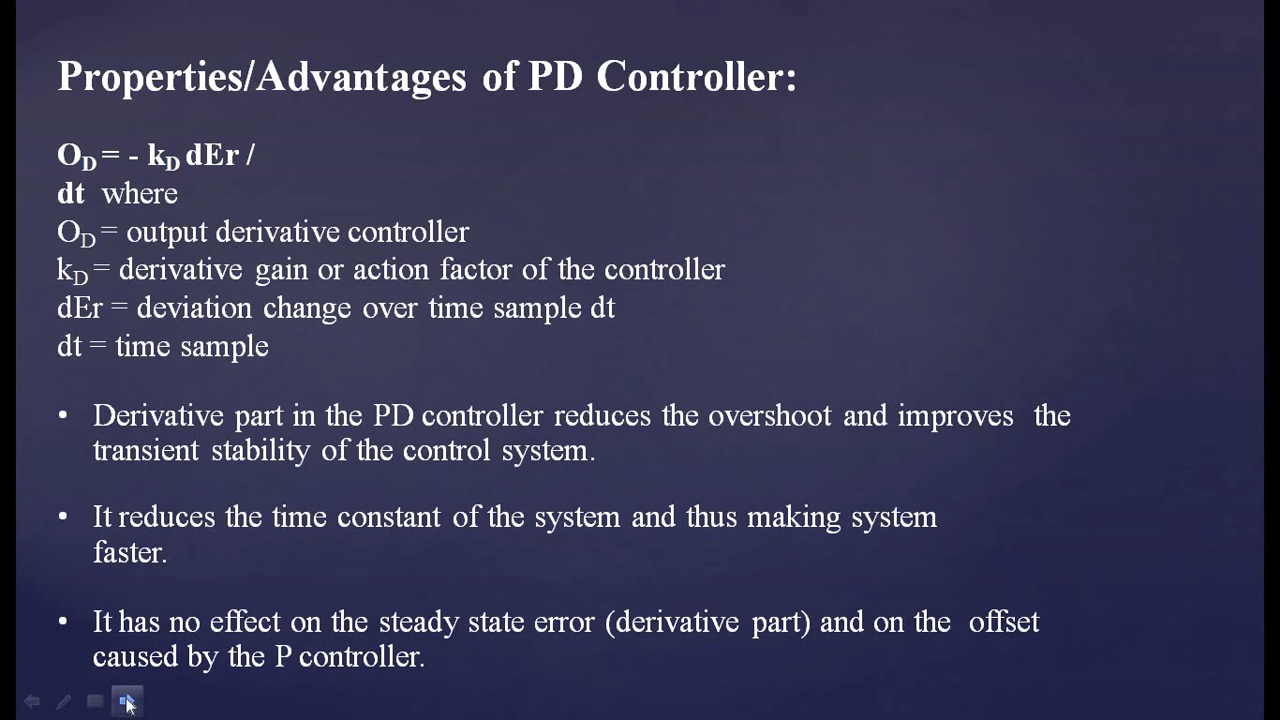 Properties/Advantages of PD Controller:
O_D = - k_D dEr /
dt where
O_D = output derivative controller
k_D = derivative gain or action factor of the controller
dEr = deviation change over time sample dt
dt = time sample
• Derivative part in the PD controller reduces the overshoot and improves the
transient stability of the control system.
• It reduces the time constant of the system and thus making system
faster.
• It has no effect on the steady state error (derivative part) and on the offset
caused by the P controller.